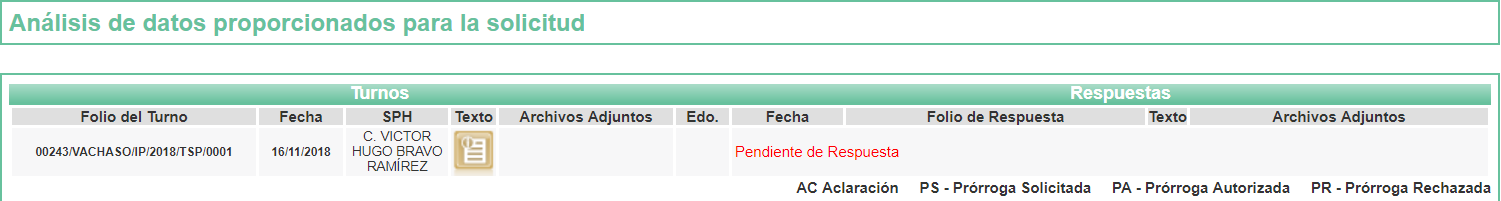 Análisis de datos proporcionados para la solicitud
Turnos Respuestas
Folio del Turno Fecha SPH Texto Archivos Adjuntos Edo. Fecha Folio de Respuesta Texto Archivos Adjuntos
00243/VACHASO/IP/2018/TSP/0001 16/11/2018 C. VICTOR
HUGO BRAVO
RAMÍREZ
Pendiente de Respuesta
AC Aclaración PS - Prórroga Solicitada PA - Prórroga Autorizada PR - Prórroga Rechazada